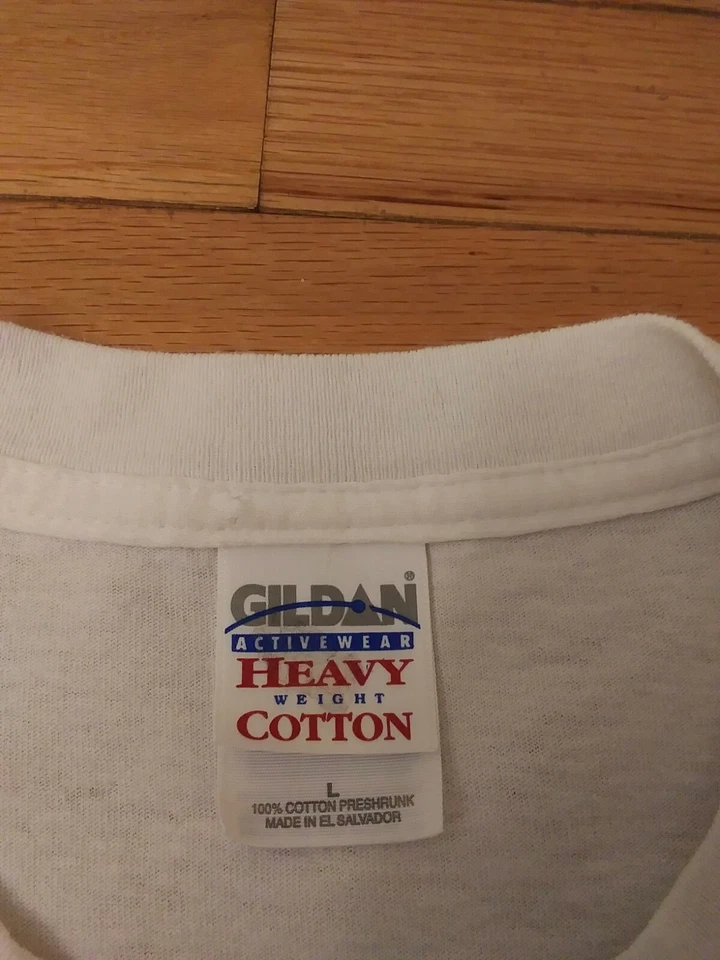 GILDAN®
ACTIVEWEAR
HEAVY
WEIGHT
COTTON
L
100% COTTON PRESHRUNK
MADE IN EL SALVADOR